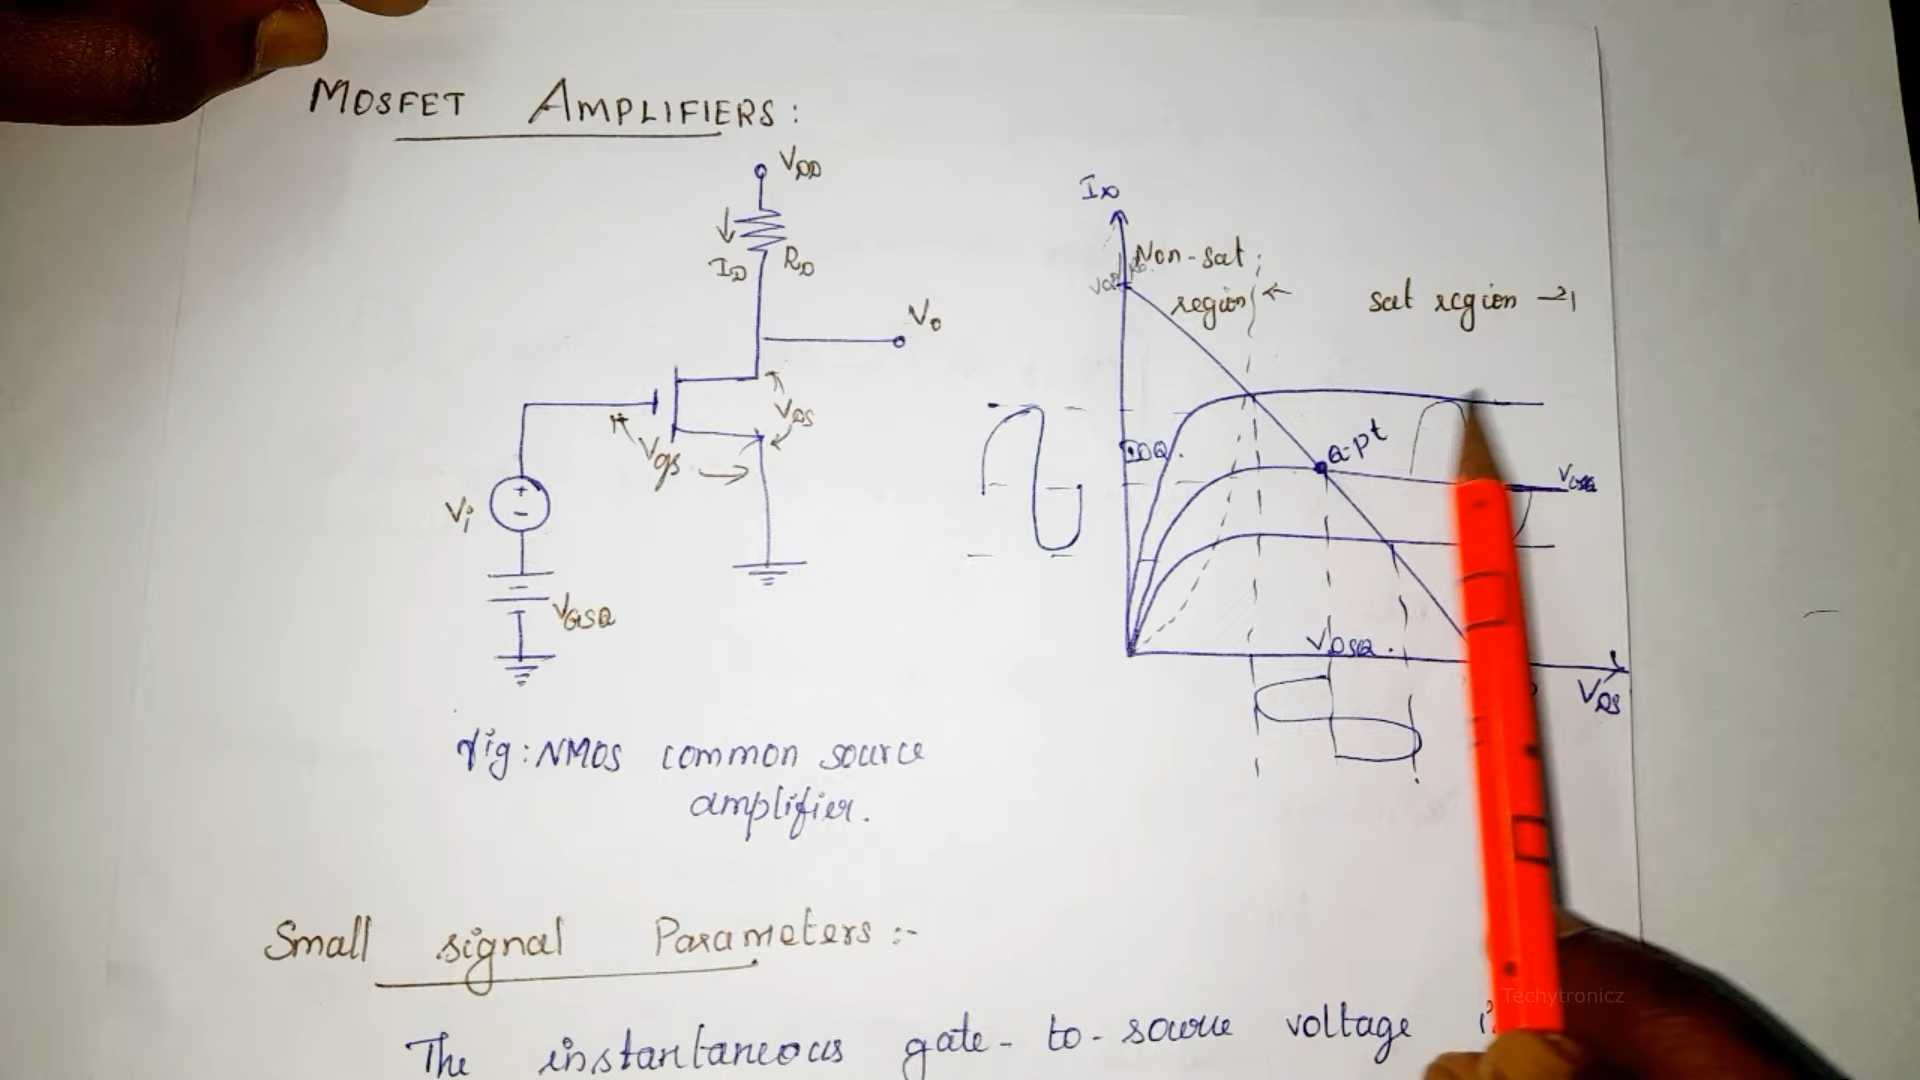 MOSFET AMPLIFIERS:
VDD
ID
RD
Vo
VDS
Vgs
Vi
VGSQ
Fig: NMOS common source
amplifier.
ID
Non-sat
region
sat region
IDQ.
Q-pt
VGSQ
VDSQ.
VDS
Small signal Parameters :-
The instantaneous gate-to-source voltage
Techytronicz